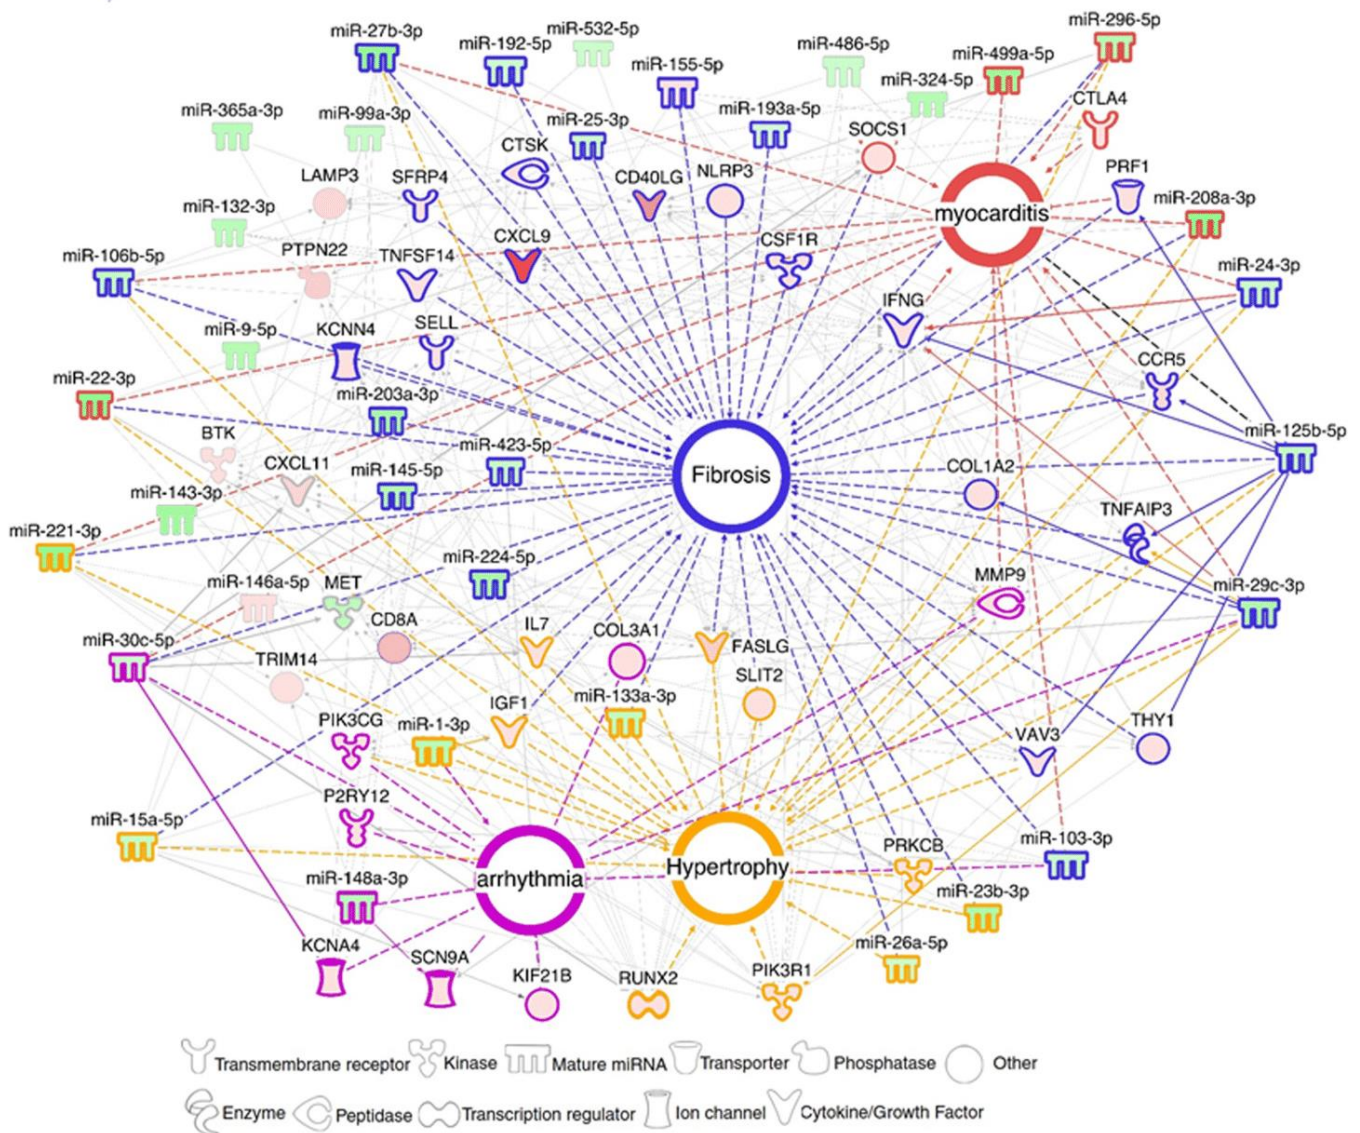 miR-296-5p
miR-27b-3p
miR-192-5p
miR-532-5p
miR-486-5p
miR-499a-5p
miR-155-5p
miR-324-5p
CTLA4
miR-365a-3p
miR-99a-3p
miR-25-3p
miR-193a-5p
SOCS1
CTSK
LAMP3
SFRP4
CD40LG
NLRP3
PRF1
miR-208a-3p
miR-132-3p
myocarditis
PTPN22
TNFSF14
CXCL9
CSF1R
miR-106b-5p
miR-24-3p
IFNG
miR-9-5p
KCNN4
SELL
CCR5
miR-22-3p
miR-203a-3p
BTK
miR-423-5p
miR-125b-5p
CXCL11
miR-145-5p
Fibrosis
COL1A2
miR-143-3p
TNFAIP3
miR-221-3p
miR-224-5p
miR-146a-5p
MET
MMP9
miR-29c-3p
CD8A
IL7
COL3A1
miR-30c-5p
FASLG
TRIM14
SLIT2
miR-133a-3p
IGF1
PIK3CG
miR-1-3p
THY1
VAV3
P2RY12
miR-15a-5p
miR-103-3p
PRKCB
Hypertrophy
arrhythmia
miR-148a-3p
miR-23b-3p
miR-26a-5p
KCNA4
SCN9A
KIF21B
RUNX2
PIK3R1
Transmembrane receptor Kinase Mature miRNA Transporter Phosphatase Other
Enzyme Peptidase Transcription regulator Ion channel Cytokine/Growth Factor